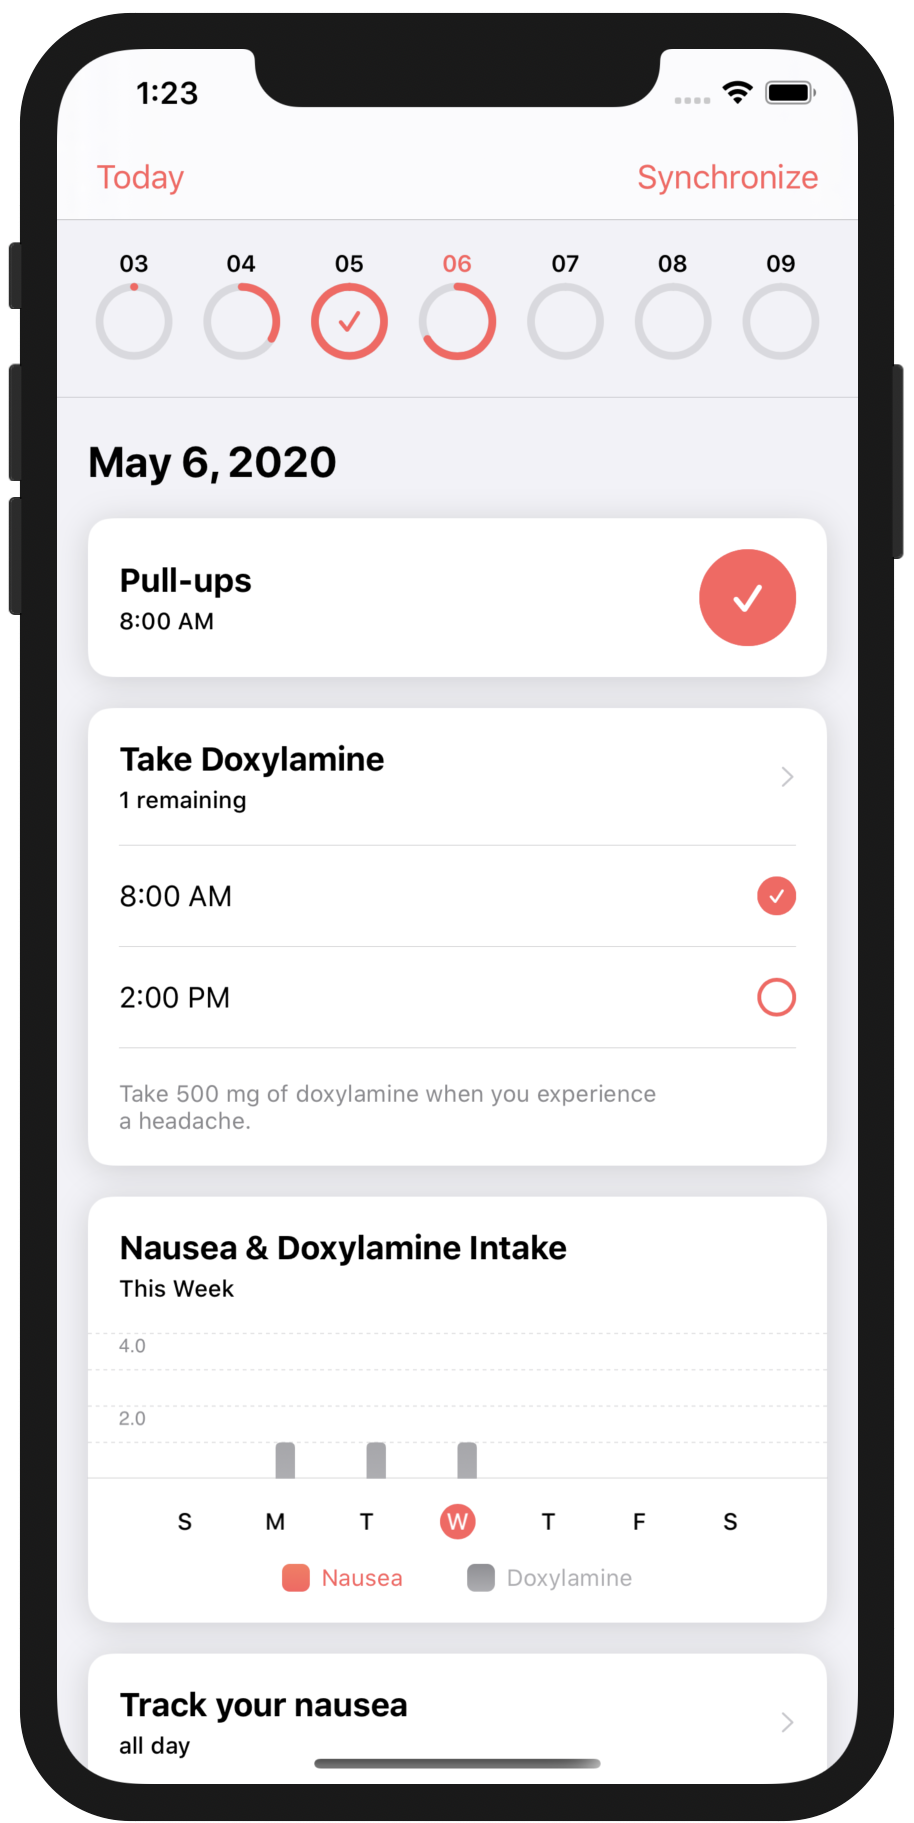 1:23
Today Synchronize
03 04 05 06 07 08 09
May 6, 2020
Pull-ups
8:00 AM
Take Doxylamine
1 remaining
8:00 AM
2:00 PM
Take 500 mg of doxylamine when you experience
a headache.
Nausea & Doxylamine Intake
This Week
4.0
2.0
S M T W T F S
Nausea Doxylamine
Track your nausea
all day